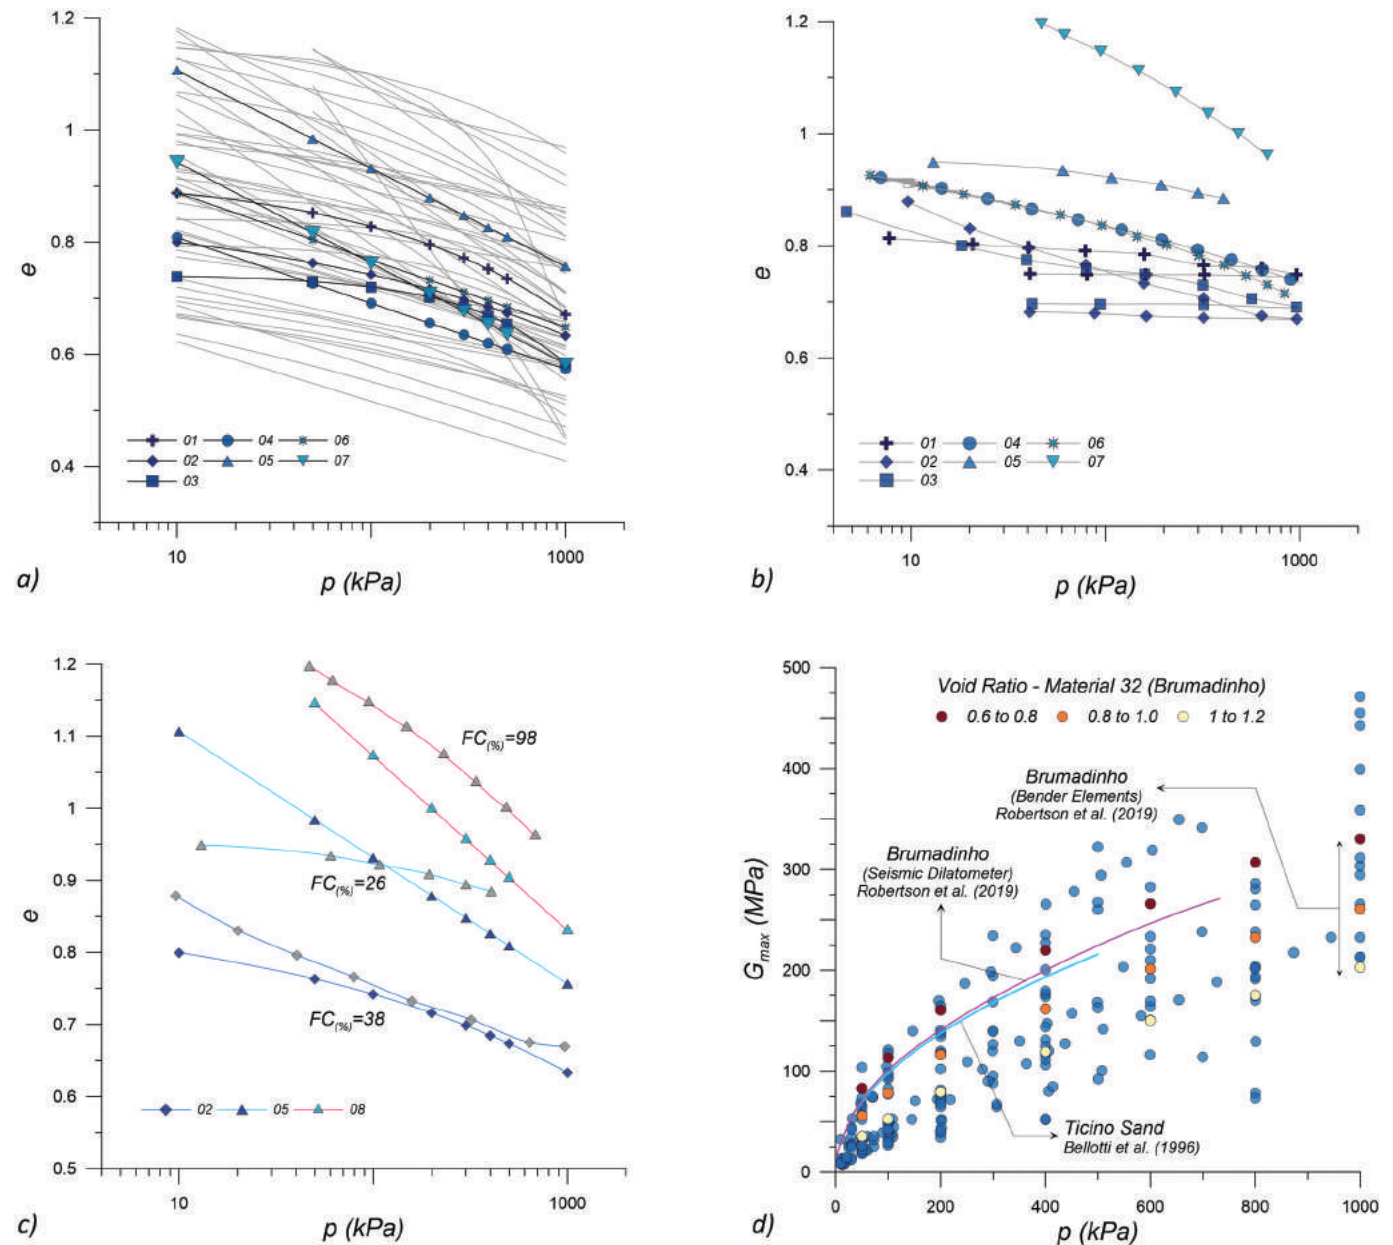 1.2
1
0.8
0.6
0.4
e
10
1000
p (kPa)
a)
01 04 06
02 05 07
03
1.2
1
0.8
0.6
0.4
e
10
1000
p (kPa)
b)
01 04 06
02 05 07
03
1.2
1.1
1
0.9
0.8
0.7
0.6
0.5
e
FC(%)=98
FC(%)=26
FC(%)=38
02 05 08
10
1000
p (kPa)
c)
500
450
400
350
300
250
200
150
100
50
0
Gmax (MPa)
Void Ratio - Material 32 (Brumadinho)
0.6 to 0.8 0.8 to 1.0 1 to 1.2
Brumadinho
(Bender Elements)
Robertson et al. (2019)
Brumadinho
(Seismic Dilatometer)
Robertson et al. (2019)
Ticino Sand
Bellotti et al. (1996)
0 200 400 600 800 1000
p (kPa)
d)